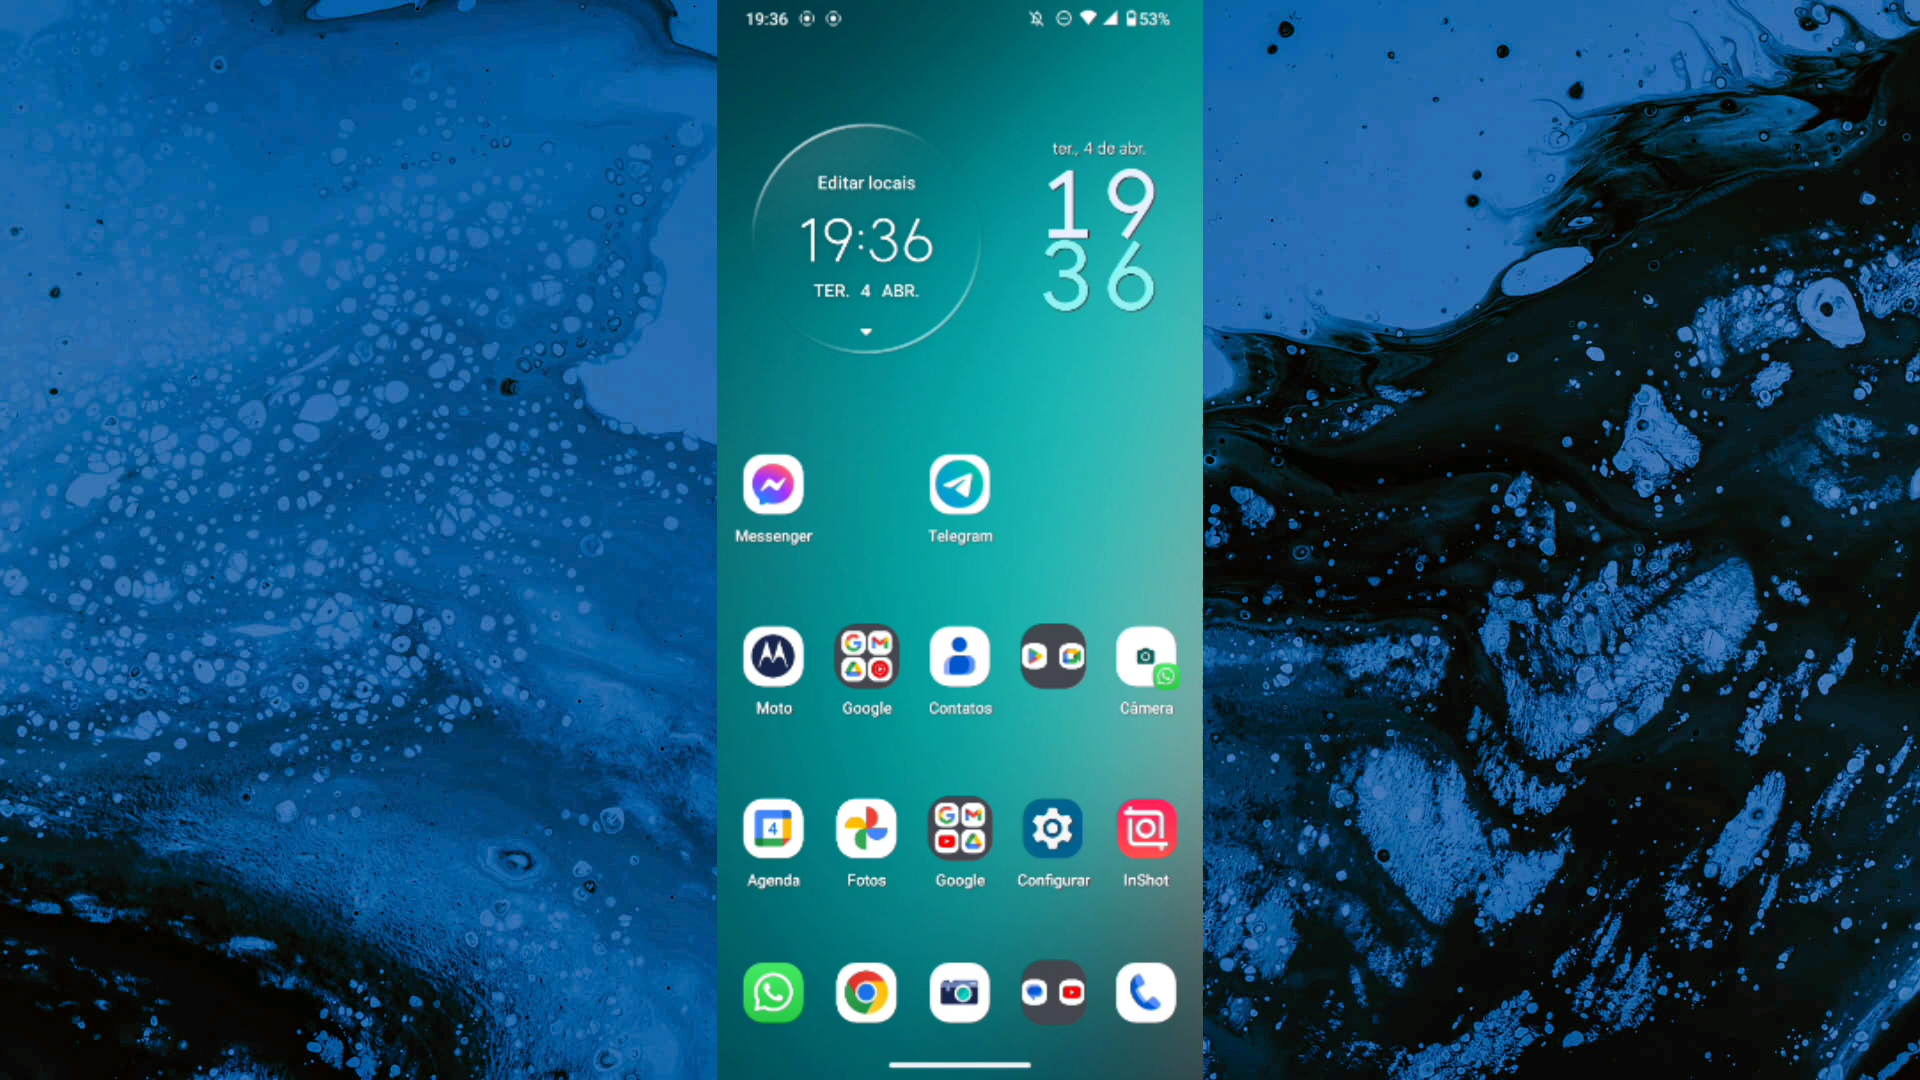 19:36
53%
Editar locais
19:36
TER. 4 ABR.
ter., 4 de abr.
19
36
Messenger
Telegram
Moto
Google
Contatos
Câmera
4
Agenda
Fotos
Google
Configurar
InShot